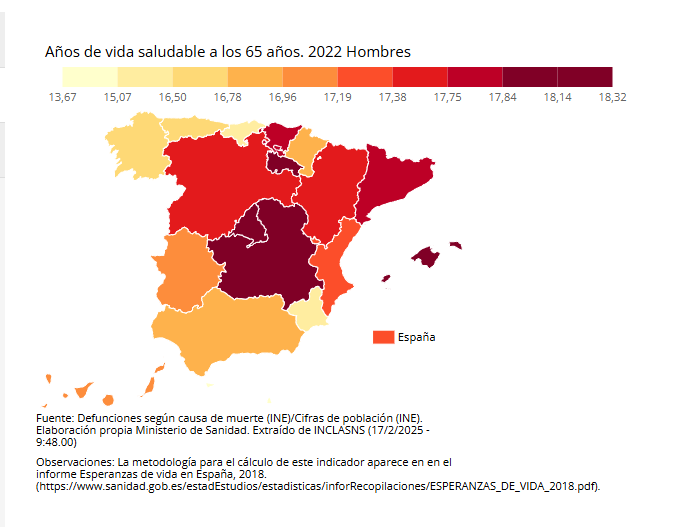 Años de vida saludable a los 65 años. 2022 Hombres
13,67 15,07 16,50 16,78 16,96 17,19 17,38 17,75 17,84 18,14 18,32
España
Fuente: Defunciones según causa de muerte (INE)/Cifras de población (INE).
Elaboración propia Ministerio de Sanidad. Extraído de INCLASNS (17/2/2025 -
9:48.00)
Observaciones: La metodología para el cálculo de este indicador aparece en en el
informe Esperanzas de vida en España, 2018.
(https://www.sanidad.gob.es/estadEstudios/estadisticas/inforRecopilaciones/ESPERANZAS_DE_VIDA_2018.pdf).